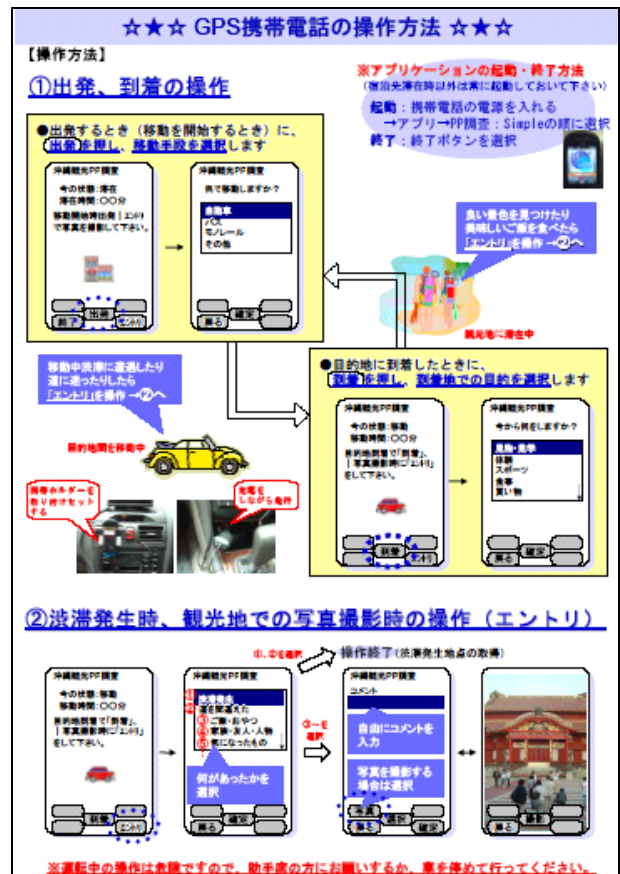 ☆★☆ GPS携帯電話の操作方法 ☆★☆
【操作方法】
①出発、到着の操作
※アプリケーションの起動・終了方法
(宿泊先滞在時以外は常に起動しておいて下さい)
起動：携帯電話の電源を入れる
→アプリ→PP調査：Simpleの順に選択
終了：終了ボタンを選択
●出発するとき（移動を開始するとき）に、
「出発」を押し、移動手段を選択します
沖縄観光PP調査
今の状態：滞在
滞在時間：〇〇分
移動開始時出発｜エントリ
で写真を撮影して下さい。
出発
終了
エントリ
沖縄観光PP調査
何で移動しますか？
自動車
バス
モノレール
その他
確定
戻る
良い景色を見つけたり
美味しいご飯を食べたら
「エントリ」を操作→②へ
観光地に滞在中
移動中渋滞に遭遇したり
道に迷ったりしたら
「エントリ」を操作→②へ
目的地間を移動中
携帯ホルダーを
取り付けセット
する
充電を
しながら走行
●目的地に到着したときに、
「到着」を押し、到着地での目的を選択します
沖縄観光PP調査
今の状態：移動
移動時間：〇〇分
目的地到着で「到着」、
｜写真撮影時に「エントリ」
をして下さい。
到着
エントリ
沖縄観光PP調査
今から何をしますか？
見物・見学
体験
スポーツ
食事
買い物
確定
戻る
②渋滞発生時、観光地での写真撮影時の操作（エントリ）
①、②を選択
操作終了(渋滞発生地点の取得)
沖縄観光PP調査
今の状態：移動
移動時間：〇〇分
目的地到着で「到着」、
｜写真撮影時に「エントリ」
をして下さい。
到着
エントリ
沖縄観光PP調査
①渋滞発生
②道を間違えた
③ご飯・おやつ
④家族・友人・人物
⑤気になったもの
何があったかを
選択
確定
戻る
③～を
選択
沖縄観光PP調査
コメント
自由にコメントを
入力
写真を撮影する
場合は選択
写真
選択
戻る
確定
撮影
戻る
※運転中の操作は危険ですので、助手席の方にお願いするか、車を停めて行ってください。